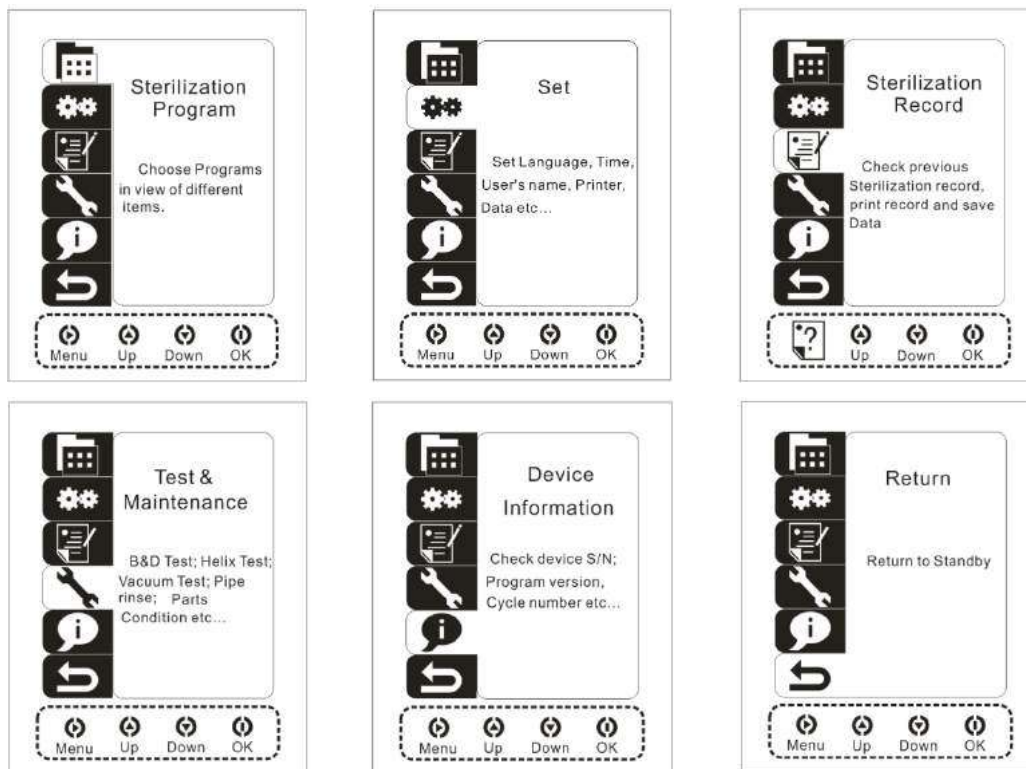 Sterilization
Program
Choose Programs
in view of different
items.
Menu Up Down OK
Set
Set Language, Time,
User's name, Printer,
Data etc...
Menu Up Down OK
Sterilization
Record
Check previous
Sterilization record,
print record and save
Data
? Up Down OK
Test &
Maintenance
B&D Test; Helix Test;
Vacuum Test; Pipe
rinse; Parts
Condition etc...
Menu Up Down OK
Device
Information
Check device S/N;
Program version,
Cycle number etc...
Menu Up Down OK
Return
Return to Standby
Menu Up Down OK